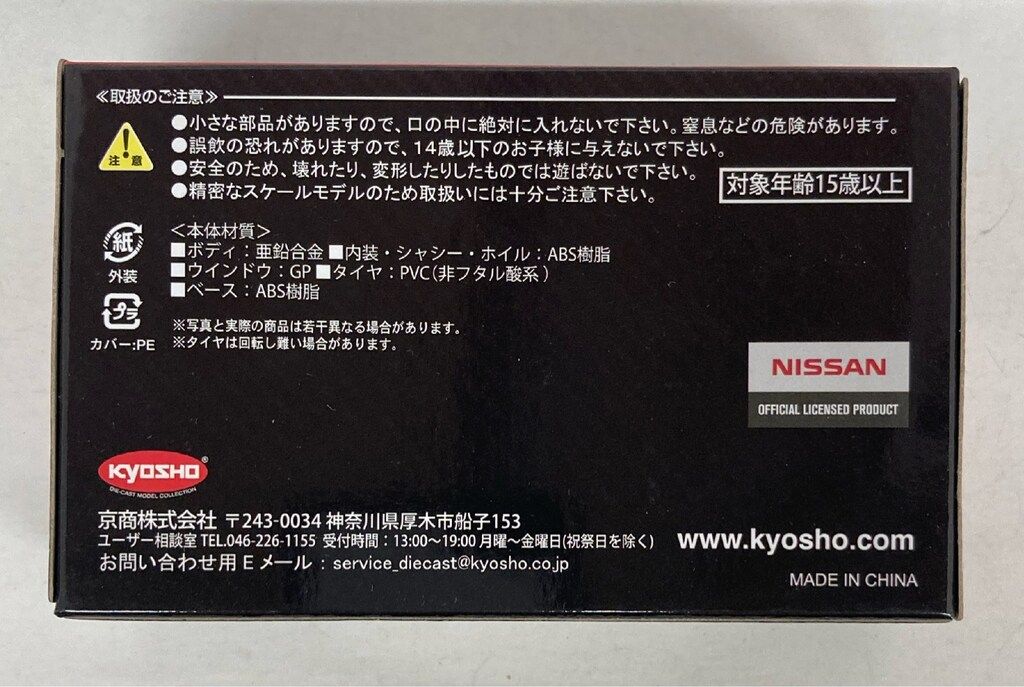 ≪取扱のご注意≫
●小さな部品がありますので、口の中に絶対に入れないで下さい。窒息などの危険があります。
●誤飲の恐れがありますので、14歳以下のお子様に与えないで下さい。
●安全のため、壊れたり、変形したりしたものでは遊ばないで下さい。
●精密なスケールモデルのため取扱いには十分ご注意下さい。
注意
対象年齢15歳以上
紙
外装
プラ
カバー:PE
＜本体材質＞
■ボディ：亜鉛合金 ■内装・シャシー・ホイル：ABS樹脂
■ウインドウ：GP ■タイヤ：PVC(非フタル酸系)
■ベース：ABS樹脂
※写真と実際の商品は若干異なる場合があります。
※タイヤは回転し難い場合があります。
NISSAN
OFFICIAL LICENSED PRODUCT
KYOSHO®
DIE-CAST MODEL COLLECTION
京商株式会社 〒243-0034 神奈川県厚木市船子153
ユーザー相談室 TEL.046-226-1155 受付時間：13:00〜19:00 月曜〜金曜日(祝祭日を除く)
お問い合わせ用Eメール：service_diecast@kyosho.co.jp
www.kyosho.com
MADE IN CHINA